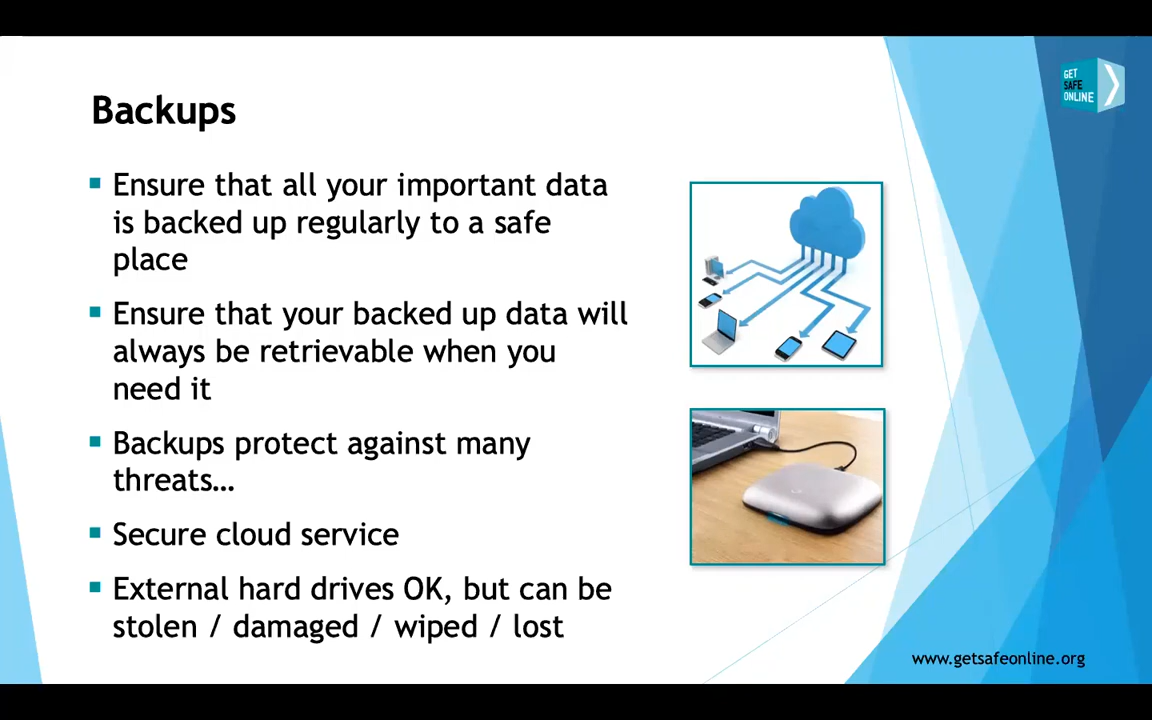 GET
SAFE
ONLINE
Backups
Ensure that all your important data
is backed up regularly to a safe
place
Ensure that your backed up data will
always be retrievable when you
need it
Backups protect against many
threats…
Secure cloud service
External hard drives OK, but can be
stolen / damaged / wiped / lost
www.getsafeonline.org